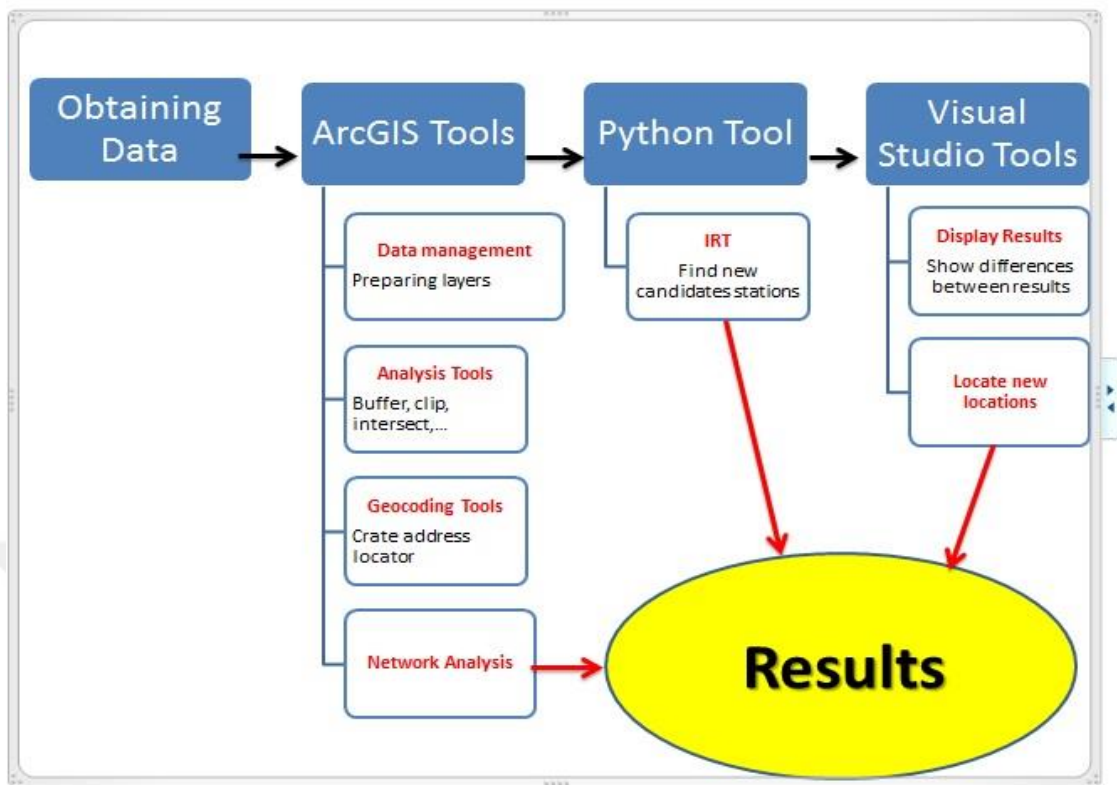 Obtaining
Data
ArcGIS Tools
Data management
Preparing layers
Analysis Tools
Buffer, clip,
intersect,...
Geocoding Tools
Crate address
locator
Network Analysis
Python Tool
IRT
Find new
candidates stations
Visual
Studio Tools
Display Results
Show differences
between results
Locate new
locations
Results